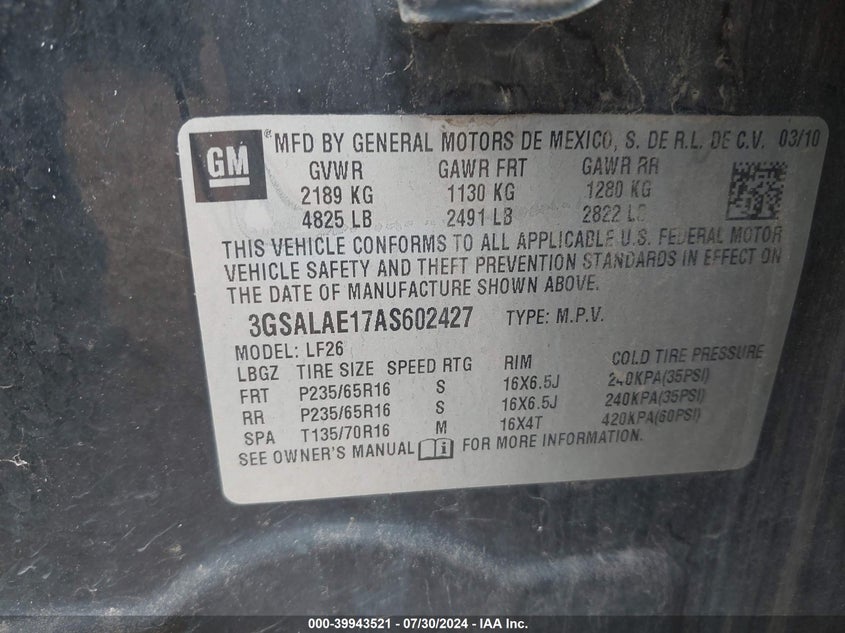 GM ® MFD BY GENERAL MOTORS DE MEXICO, S. DE R.L. DE C.V. 03/10
GVWR GAWR FRT GAWR RR
2189 KG 1130 KG 1280 KG
4825 LB 2491 LB 2822 LB
THIS VEHICLE CONFORMS TO ALL APPLICABLE U.S. FEDERAL MOTOR
VEHICLE SAFETY AND THEFT PREVENTION STANDARDS IN EFFECT ON
THE DATE OF MANUFACTURE SHOWN ABOVE.
3GSALAE17AS602427 TYPE: M.P.V.
MODEL: LF26
LBGZ TIRE SIZE SPEED RTG RIM COLD TIRE PRESSURE
FRT P235/65R16 S 16X6.5J 240KPA(35PSI)
RR P235/65R16 S 16X6.5J 240KPA(35PSI)
SPA T135/70R16 M 16X4T 420KPA(60PSI)
SEE OWNER'S MANUAL FOR MORE INFORMATION.
000-39943521 | 07/30/2024 - IAA Inc.